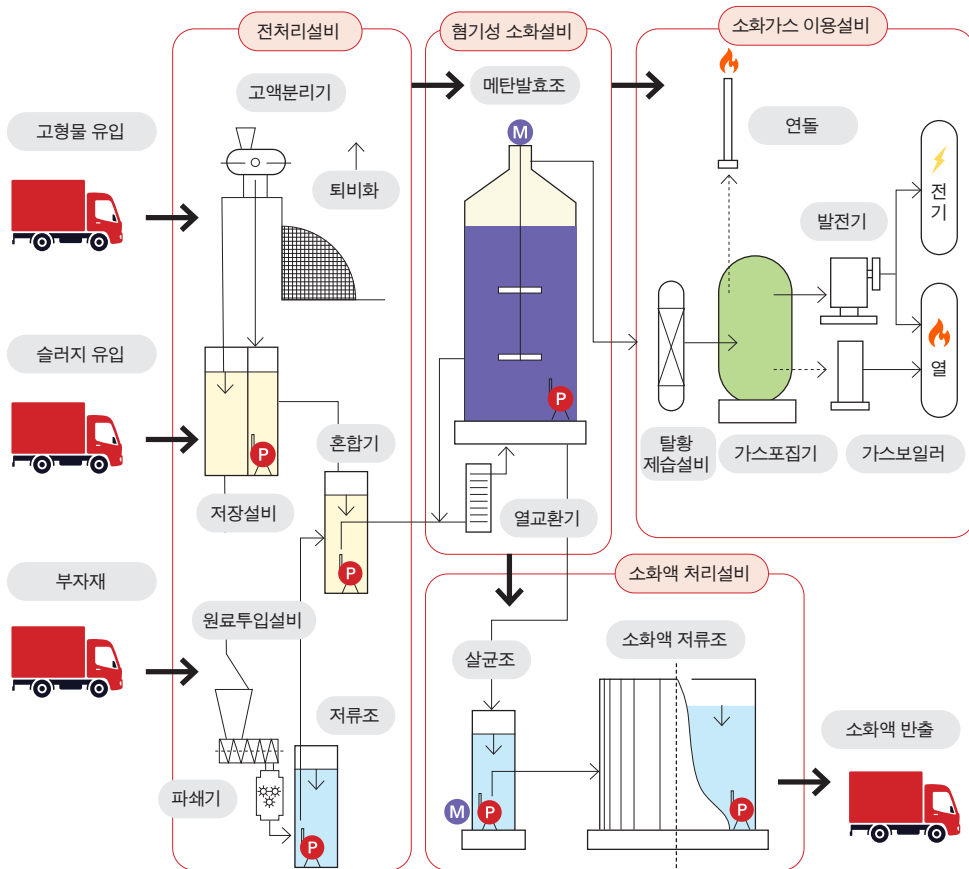 전처리설비
혐기성 소화설비
소화가스 이용설비
고형물 유입
고액분리기
퇴비화
메탄발효조
M
연돌
발전기
전기
열
슬러지 유입
P
저장설비
혼합기
P
P
열교환기
탈황
제습설비
가스포집기
가스보일러
부자재
원료투입설비
저류조
파쇄기
P
소화액 처리설비
살균조
소화액 저류조
M
P
P
소화액 반출